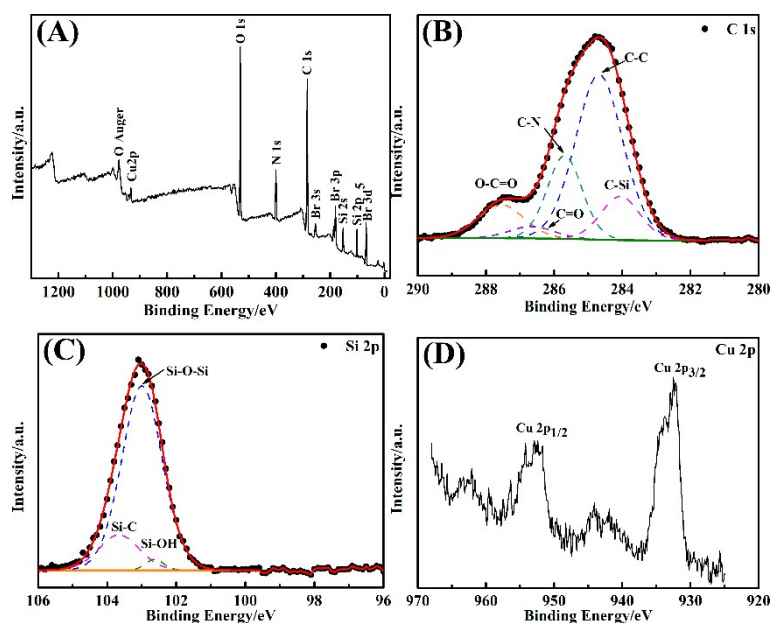 (A)
O 1s
C 1s
O Auger
Cu2p
N 1s
Br 3s
Br 3p
Si 2s
Si 2p_5
Br 3d
Intensity/a.u.
1200 1000 800 600 400 200 0
Binding Energy/eV
(B)
C 1s
C-C
C-N
O-C=O
C=O
C-Si
Intensity/a.u.
290 288 286 284 282 280
Binding Energy/eV
(C)
Si 2p
Si-O-Si
Si-C
Si-OH
Intensity/a.u.
106 104 102 100 98 96
Binding Energy/eV
(D)
Cu 2p
Cu 2p3/2
Cu 2p1/2
Intensity/a.u.
970 960 950 940 930 920
Binding Energy/eV